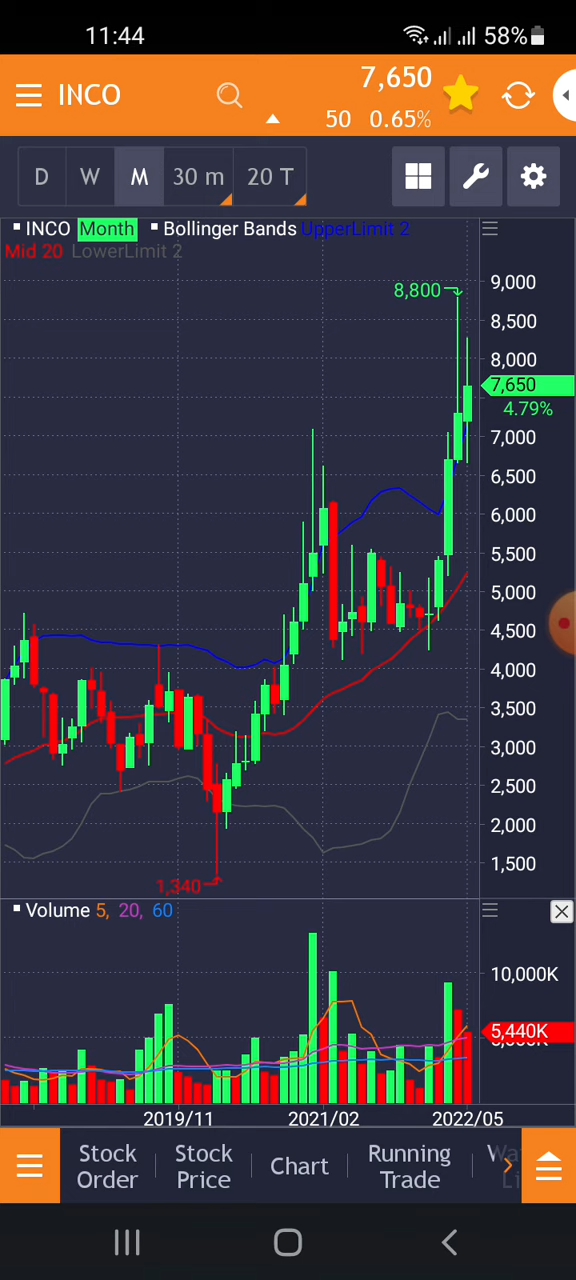 11:44 58%
INCO 7,650
50 0.65%
D W M 30 m 20 T
INCO Month Bollinger Bands UpperLimit 2
Mid 20 LowerLimit 2
9,000
8,800
8,500
8,000
7,650
4.79%
7,000
6,500
6,000
5,500
5,000
4,500
4,000
3,500
3,000
2,500
2,000
1,500
1,340
Volume 5, 20, 60
10,000K
5,440K
2019/11 2021/02 2022/05
Stock Order
Stock Price
Chart
Running Trade